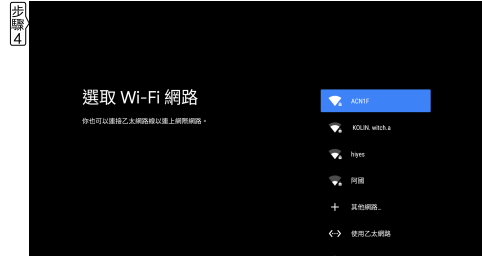 步驟4
選取 Wi-Fi 網路
你也可以連接乙太網路線以連上網際網路。
ACN1F
KOLIN. witch.a
hiyes
阿國
其他網路...
使用乙太網路